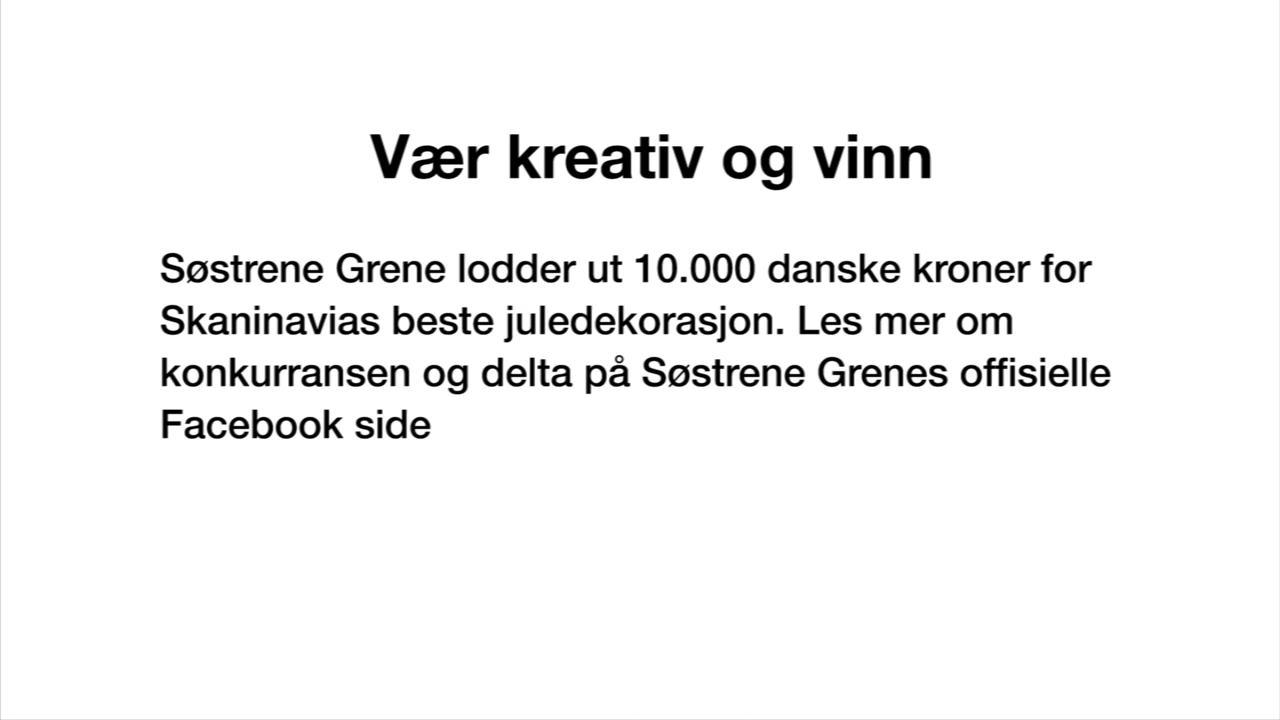 Vær kreativ og vinn
Søstrene Grene lodder ut 10.000 danske kroner for
Skaninavias beste juledekorasjon. Les mer om
konkurransen og delta på Søstrene Grenes offisielle
Facebook side